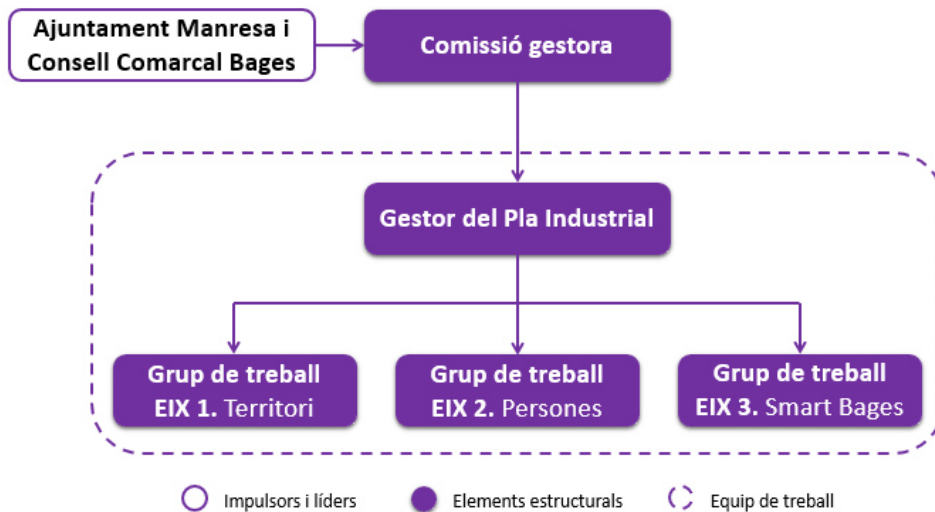 Ajuntament Manresa i
Consell Comarcal Bages
Comissió gestora
Gestor del Pla Industrial
Grup de treball
EIX 1. Territori
Grup de treball
EIX 2. Persones
Grup de treball
EIX 3. Smart Bages
Impulsors i líders
Elements estructurals
Equip de treball